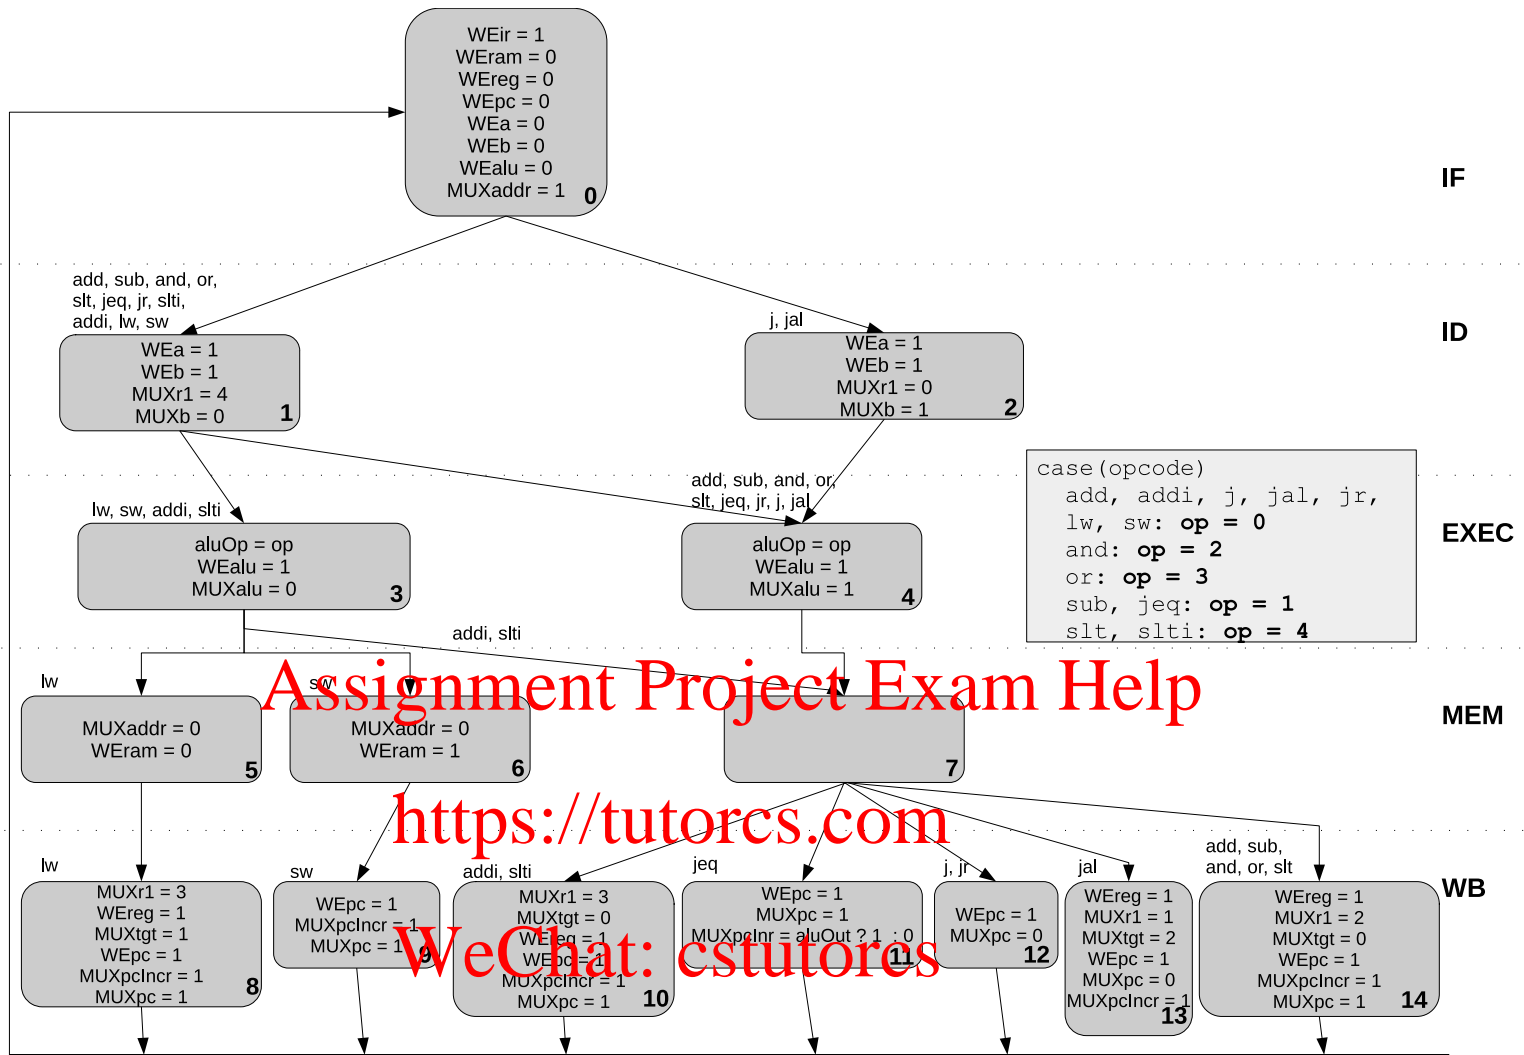 WEir = 1
WEram = 0
WEreg = 0
WEpc = 0
WEa = 0
WEb = 0
WEalu = 0
MUXaddr = 1
0
IF
add, sub, and, or,
slt, jeq, jr, slti,
addi, lw, sw
WEa = 1
WEb = 1
MUXr1 = 4
MUXb = 0
1
j, jal
WEa = 1
WEb = 1
MUXr1 = 0
MUXb = 1
2
ID
lw, sw, addi, slti
aluOp = op
WEalu = 1
MUXalu = 0
3
add, sub, and, or,
slt, jeq, jr, j, jal
aluOp = op
WEalu = 1
MUXalu = 1
4
case(opcode)
add, addi, j, jal, jr,
lw, sw: op = 0
and: op = 2
or: op = 3
sub, jeq: op = 1
slt, slti: op = 4
EXEC
addi, slti
lw
MUXaddr = 0
WEram = 0
5
sw
MUXaddr = 0
WEram = 1
6
7
MEM
Assignment Project Exam Help
https://tutorcs.com
WeChat: cstutorcs
lw
MUXr1 = 3
WEreg = 1
MUXtgt = 1
WEpc = 1
MUXpcIncr = 1
MUXpc = 1
8
sw
WEpc = 1
MUXpcIncr = 1
MUXpc = 1
9
addi, slti
MUXr1 = 3
MUXtgt = 0
WEreg = 1
WEpc = 1
MUXpcIncr = 1
MUXpc = 1
10
jeq
WEpc = 1
MUXpc = 1
MUXpcInr = aluOut ? 1 : 0
11
j, jr
WEpc = 1
MUXpc = 0
12
jal
WEreg = 1
MUXr1 = 1
MUXtgt = 2
WEpc = 1
MUXpc = 0
MUXpcIncr = 1
13
add, sub,
and, or, slt
WEreg = 1
MUXr1 = 2
MUXtgt = 0
WEpc = 1
MUXpcIncr = 1
MUXpc = 1
14
WB